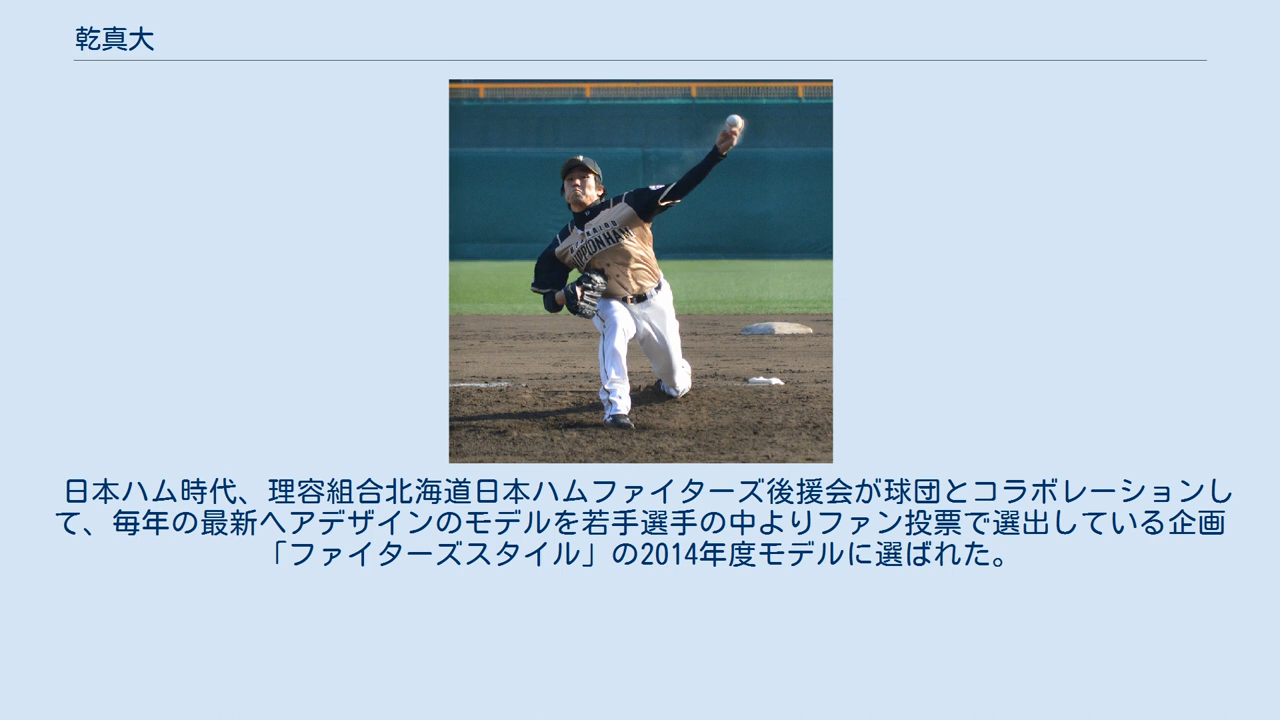 乾真大
HOKKAIDO
NIPPONHAM
日本ハム時代、理容組合北海道日本ハムファイターズ後援会が球団とコラボレーションし
て、毎年の最新ヘアデザインのモデルを若手選手の中よりファン投票で選出している企画
「ファイターズスタイル」の2014年度モデルに選ばれた。